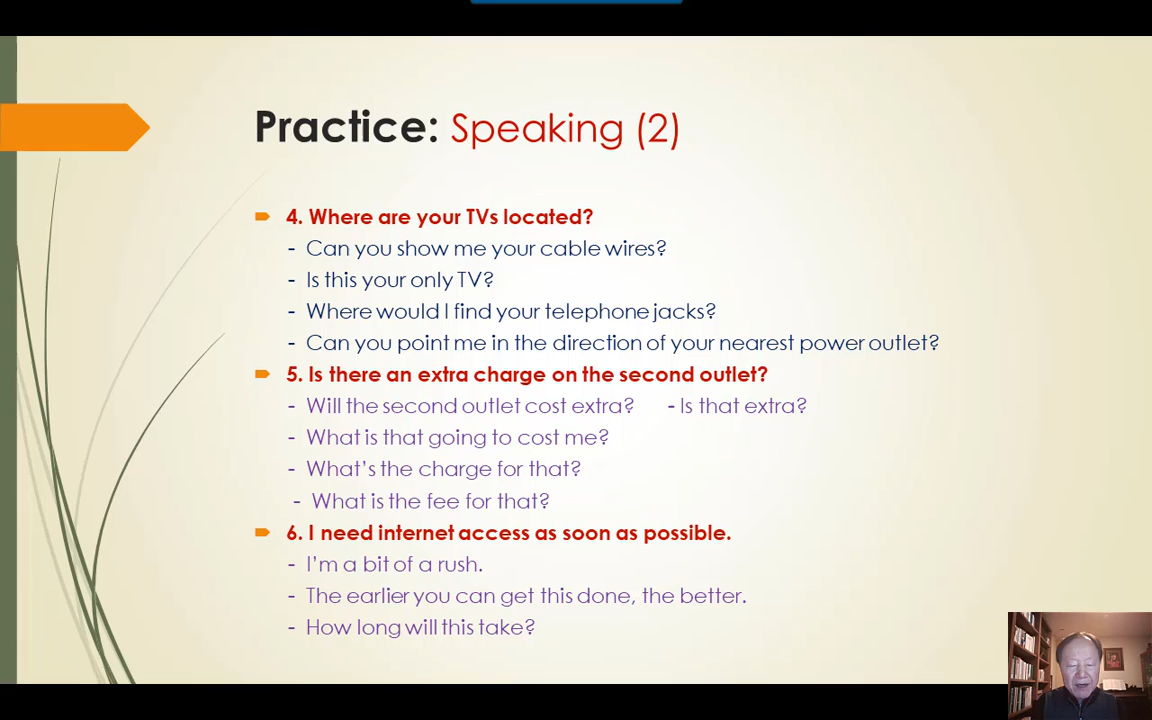 Practice: Speaking (2)
4. Where are your TVs located?
- Can you show me your cable wires?
- Is this your only TV?
- Where would I find your telephone jacks?
- Can you point me in the direction of your nearest power outlet?
5. Is there an extra charge on the second outlet?
- Will the second outlet cost extra? - Is that extra?
- What is that going to cost me?
- What's the charge for that?
- What is the fee for that?
6. I need internet access as soon as possible.
- I'm a bit of a rush.
- The earlier you can get this done, the better.
- How long will this take?